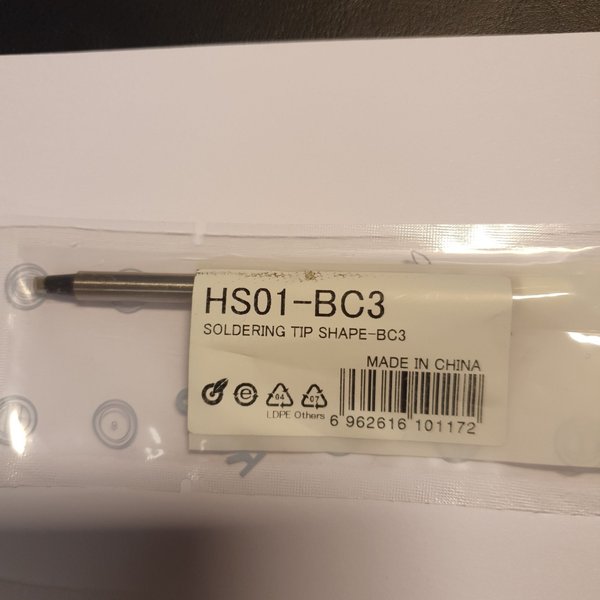 HS01-BC3
SOLDERING TIP SHAPE-BC3
MADE IN CHINA
e
04
07
LDPE Others
6 962616 101172